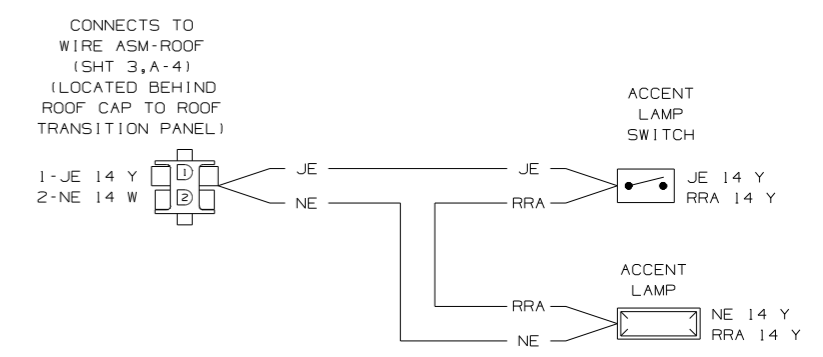 CONNECTS TO
WIRE ASM-ROOF
(SHT 3,A-4)
(LOCATED BEHIND
ROOF CAP TO ROOF
TRANSITION PANEL)
1-JE 14 Y
2-NE 14 W
1
2
JE
NE
JE
RRA
ACCENT
LAMP
SWITCH
JE 14 Y
RRA 14 Y
RRA
NE
ACCENT
LAMP
NE 14 Y
RRA 14 Y